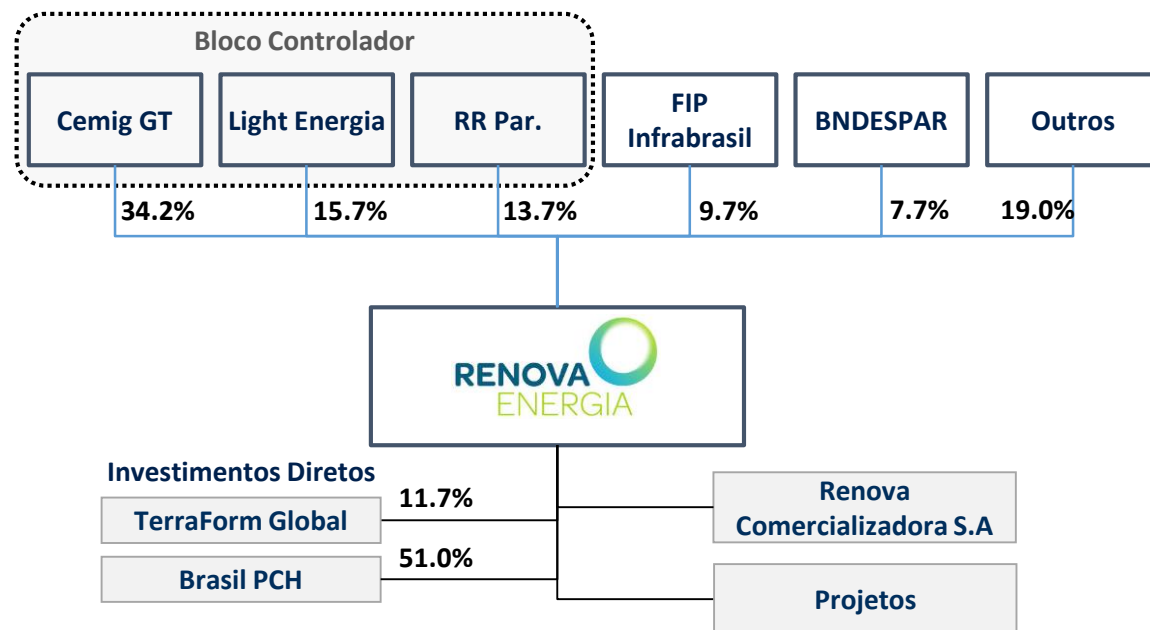 Bloco Controlador
Cemig GT
Light Energia
RR Par.
FIP
Infrabrasil
BNDESPAR
Outros
34.2%
15.7%
13.7%
9.7%
7.7%
19.0%
RENOVA
ENERGIA
Investimentos Diretos
11.7%
TerraForm Global
51.0%
Brasil PCH
Renova
Comercializadora S.A
Projetos